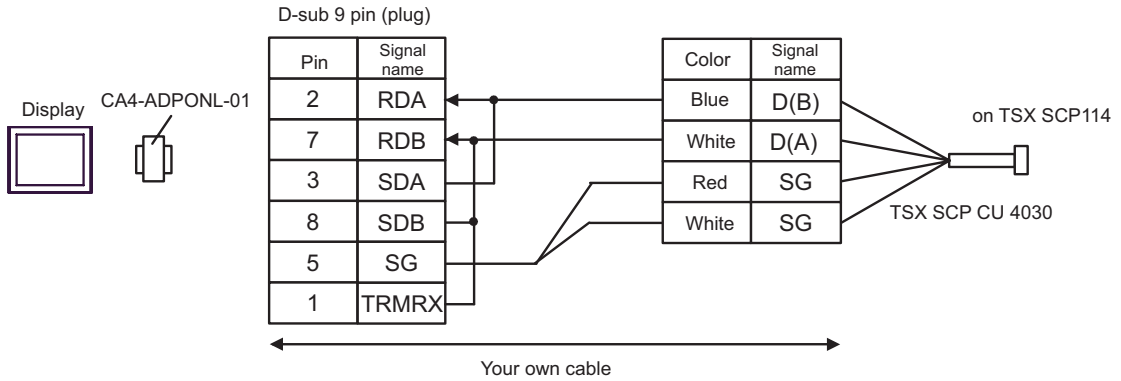 D-sub 9 pin (plug)
Display
CA4-ADPONL-01
Pin Signal name
2 RDA
7 RDB
3 SDA
8 SDB
5 SG
1 TRMRX
Color Signal name
Blue D(B)
White D(A)
Red SG
White SG
on TSX SCP114
TSX SCP CU 4030
Your own cable